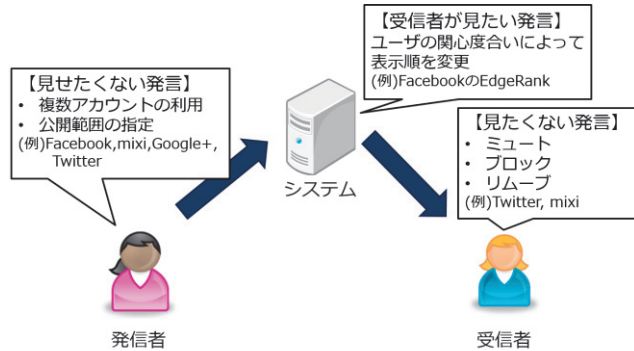 【受信者が見たい発言】
ユーザの関心度合いによって
表示順を変更
(例)FacebookのEdgeRank
【見せたくない発言】
• 複数アカウントの利用
• 公開範囲の指定
(例)Facebook,mixi,Google+,
Twitter
システム
【見たくない発言】
• ミュート
• ブロック
• リムーブ
(例)Twitter, mixi
発信者
受信者